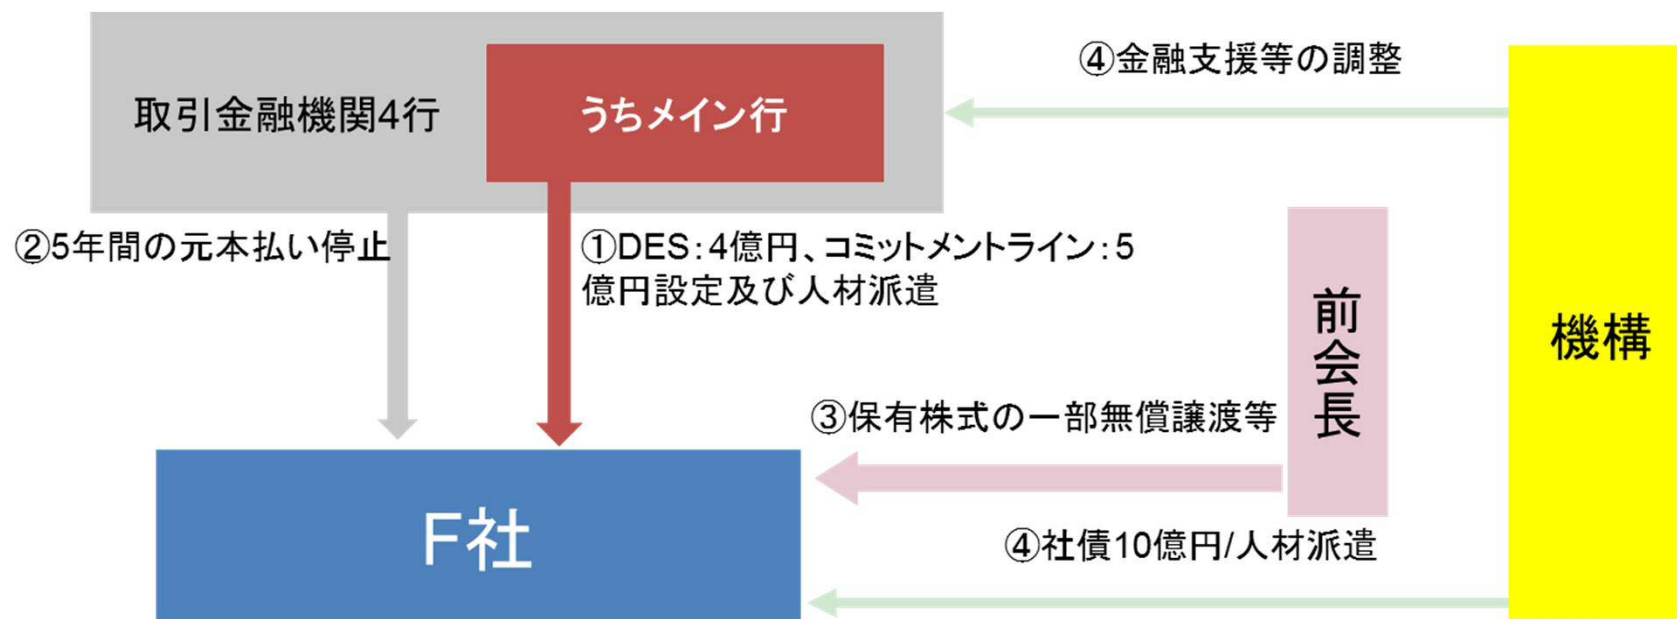 ④金融支援等の調整
取引金融機関4行
うちメイン行
②5年間の元本払い停止
①DES：4億円、コミットメントライン：5
億円設定及び人材派遣
前会長
機構
③保有株式の一部無償譲渡等
F社
④社債10億円/人材派遣